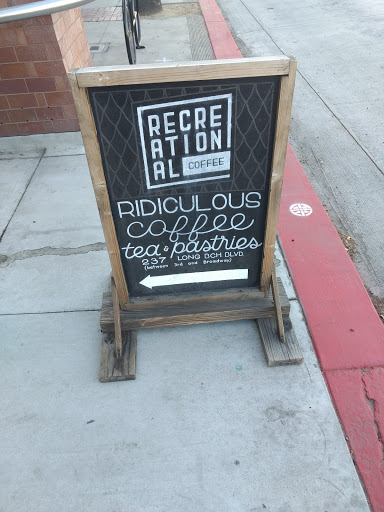 RECRE
ATION
AL COFFEE
RIDICULOUS
coffee
tea & pastries
237 LONG BCH BLVD.
(between 3rd and Broadway)